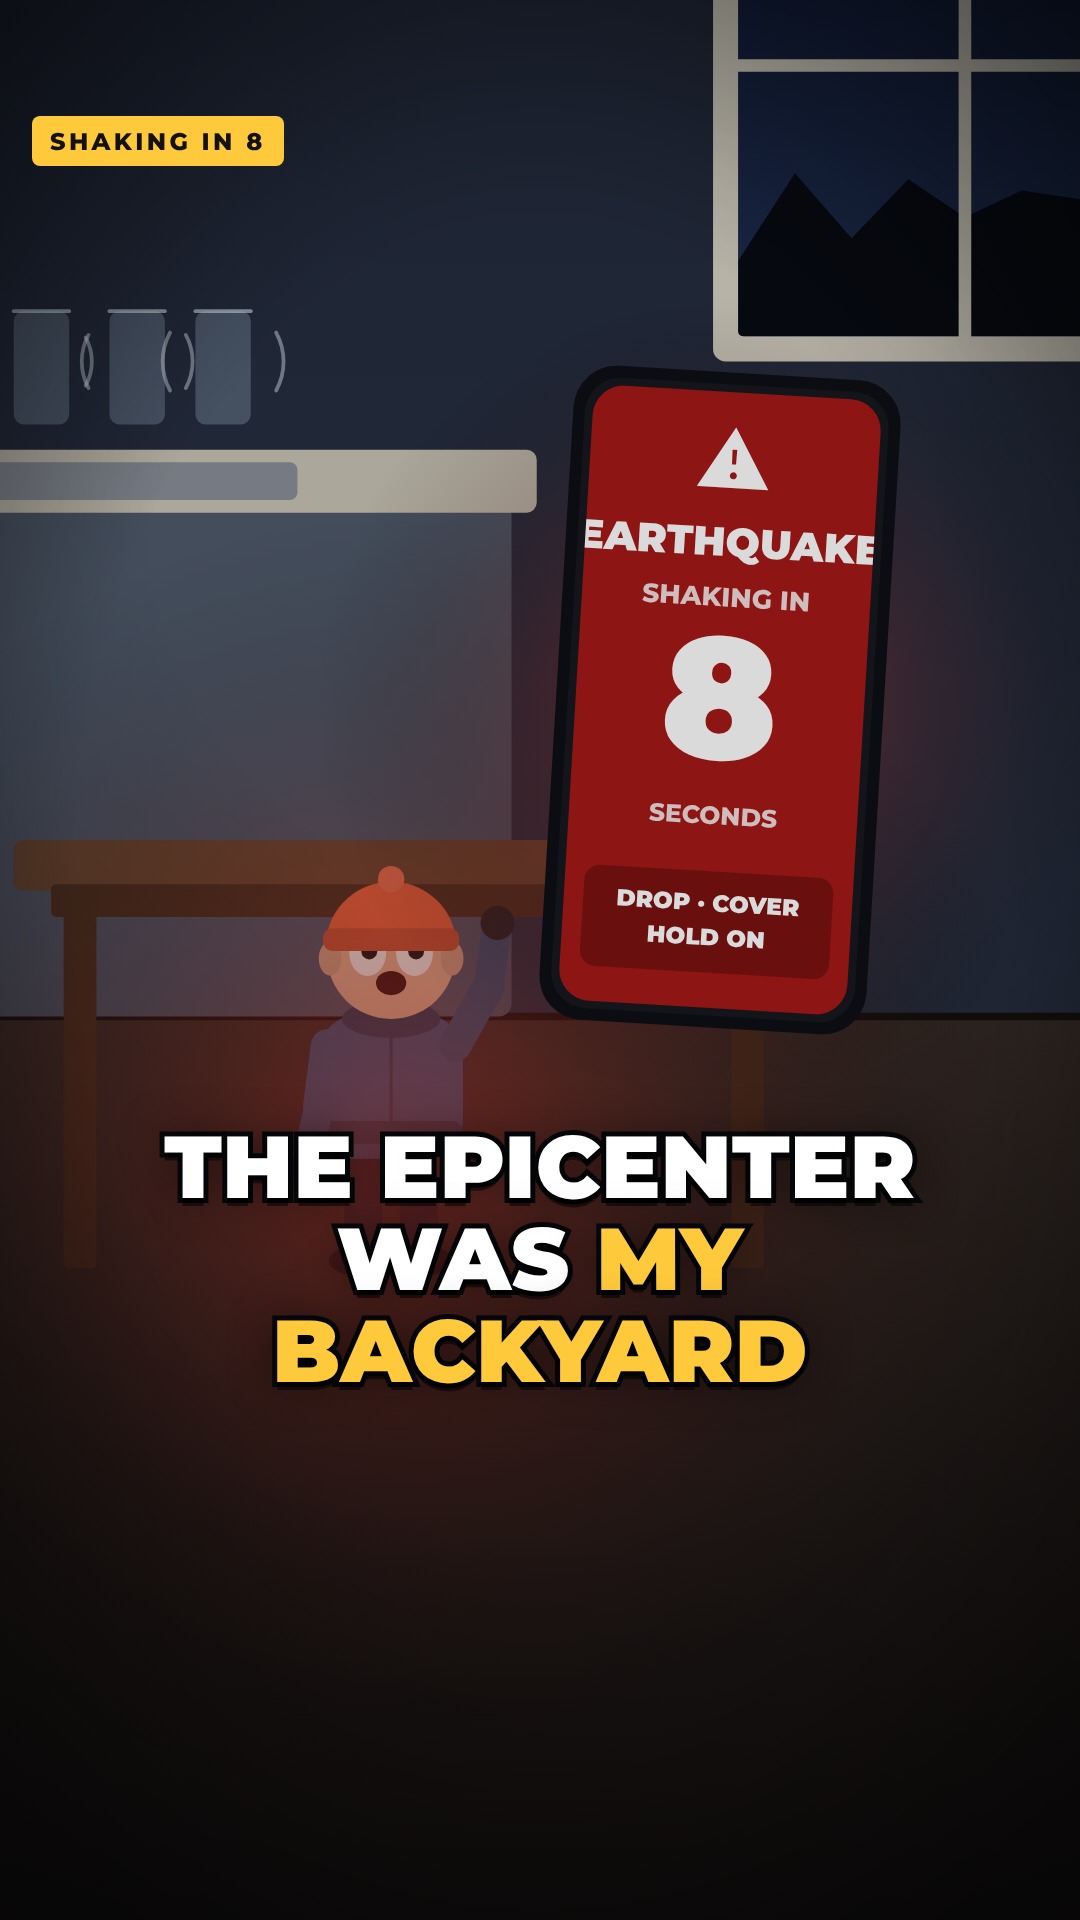 SHAKING IN 8
!
EARTHQUAKE
SHAKING IN
8
SECONDS
DROP · COVER
HOLD ON
THE EPICENTER
WAS MY
BACKYARD